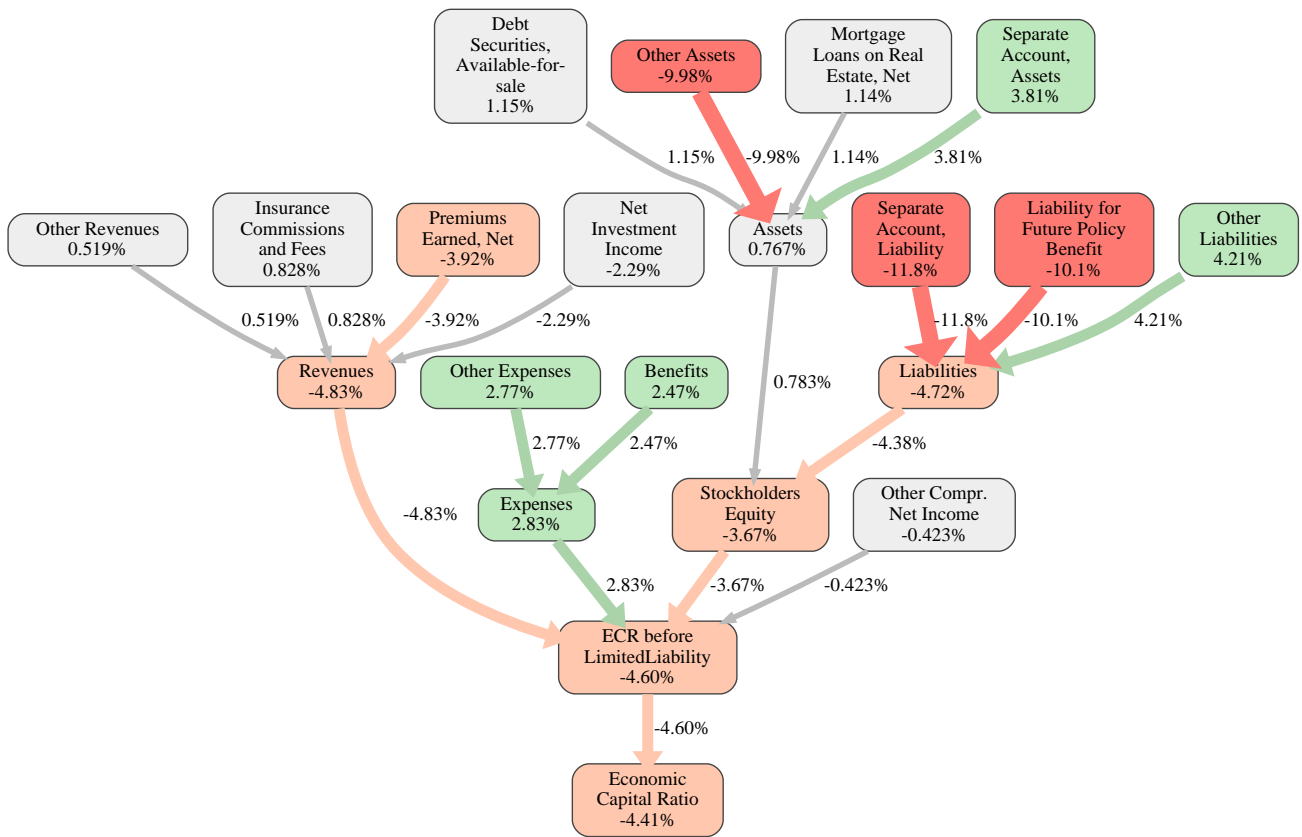 Debt
Securities,
Available-for-
sale
1.15%
Other Assets
-9.98%
Mortgage
Loans on Real
Estate, Net
1.14%
Separate
Account,
Assets
3.81%
1.15%
-9.98%
1.14%
3.81%
Other Revenues
0.519%
Insurance
Commissions
and Fees
0.828%
Premiums
Earned, Net
-3.92%
Net
Investment
Income
-2.29%
Assets
0.767%
Separate
Account,
Liability
-11.8%
Liability for
Future Policy
Benefit
-10.1%
Other
Liabilities
4.21%
0.519%
0.828%
-3.92%
-2.29%
-11.8%
-10.1%
4.21%
Revenues
-4.83%
Other Expenses
2.77%
Benefits
2.47%
0.783%
Liabilities
-4.72%
2.77%
2.47%
-4.38%
-4.83%
Expenses
2.83%
Stockholders
Equity
-3.67%
Other Compr.
Net Income
-0.423%
2.83%
-3.67%
-0.423%
ECR before
LimitedLiability
-4.60%
-4.60%
Economic
Capital Ratio
-4.41%